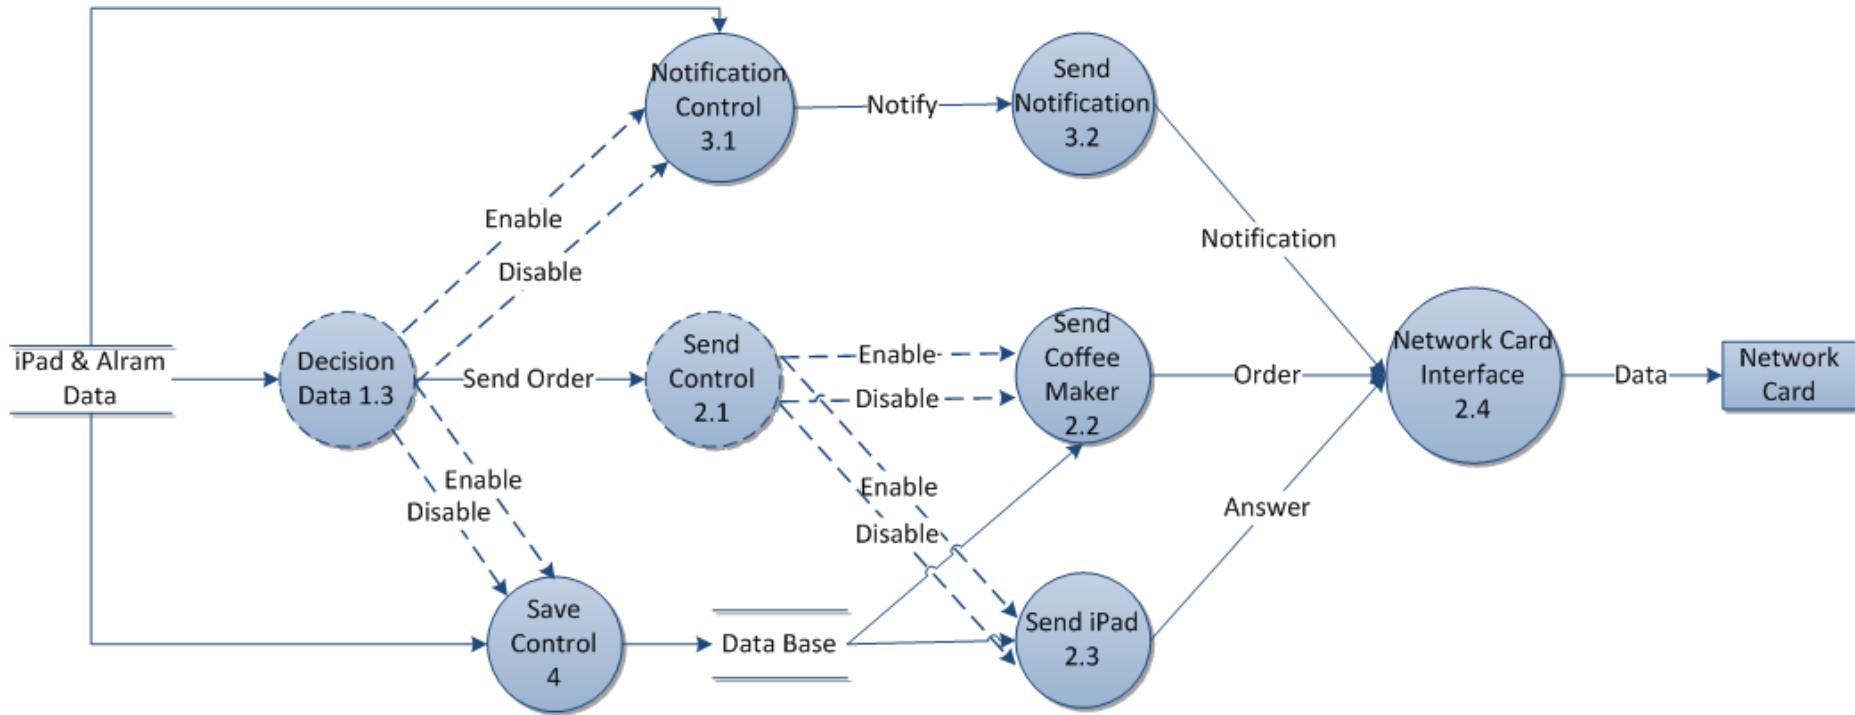 Notification
Control
3.1
Notify
Send
Notification
3.2
Enable
Disable
Notification
iPad & Alram
Data
Decision
Data 1.3
Send Order
Send
Control
2.1
Enable
Disable
Send
Coffee
Maker
2.2
Order
Network Card
Interface
2.4
Data
Network
Card
Enable
Disable
Enable
Disable
Answer
Save
Control
4
Data Base
Send iPad
2.3